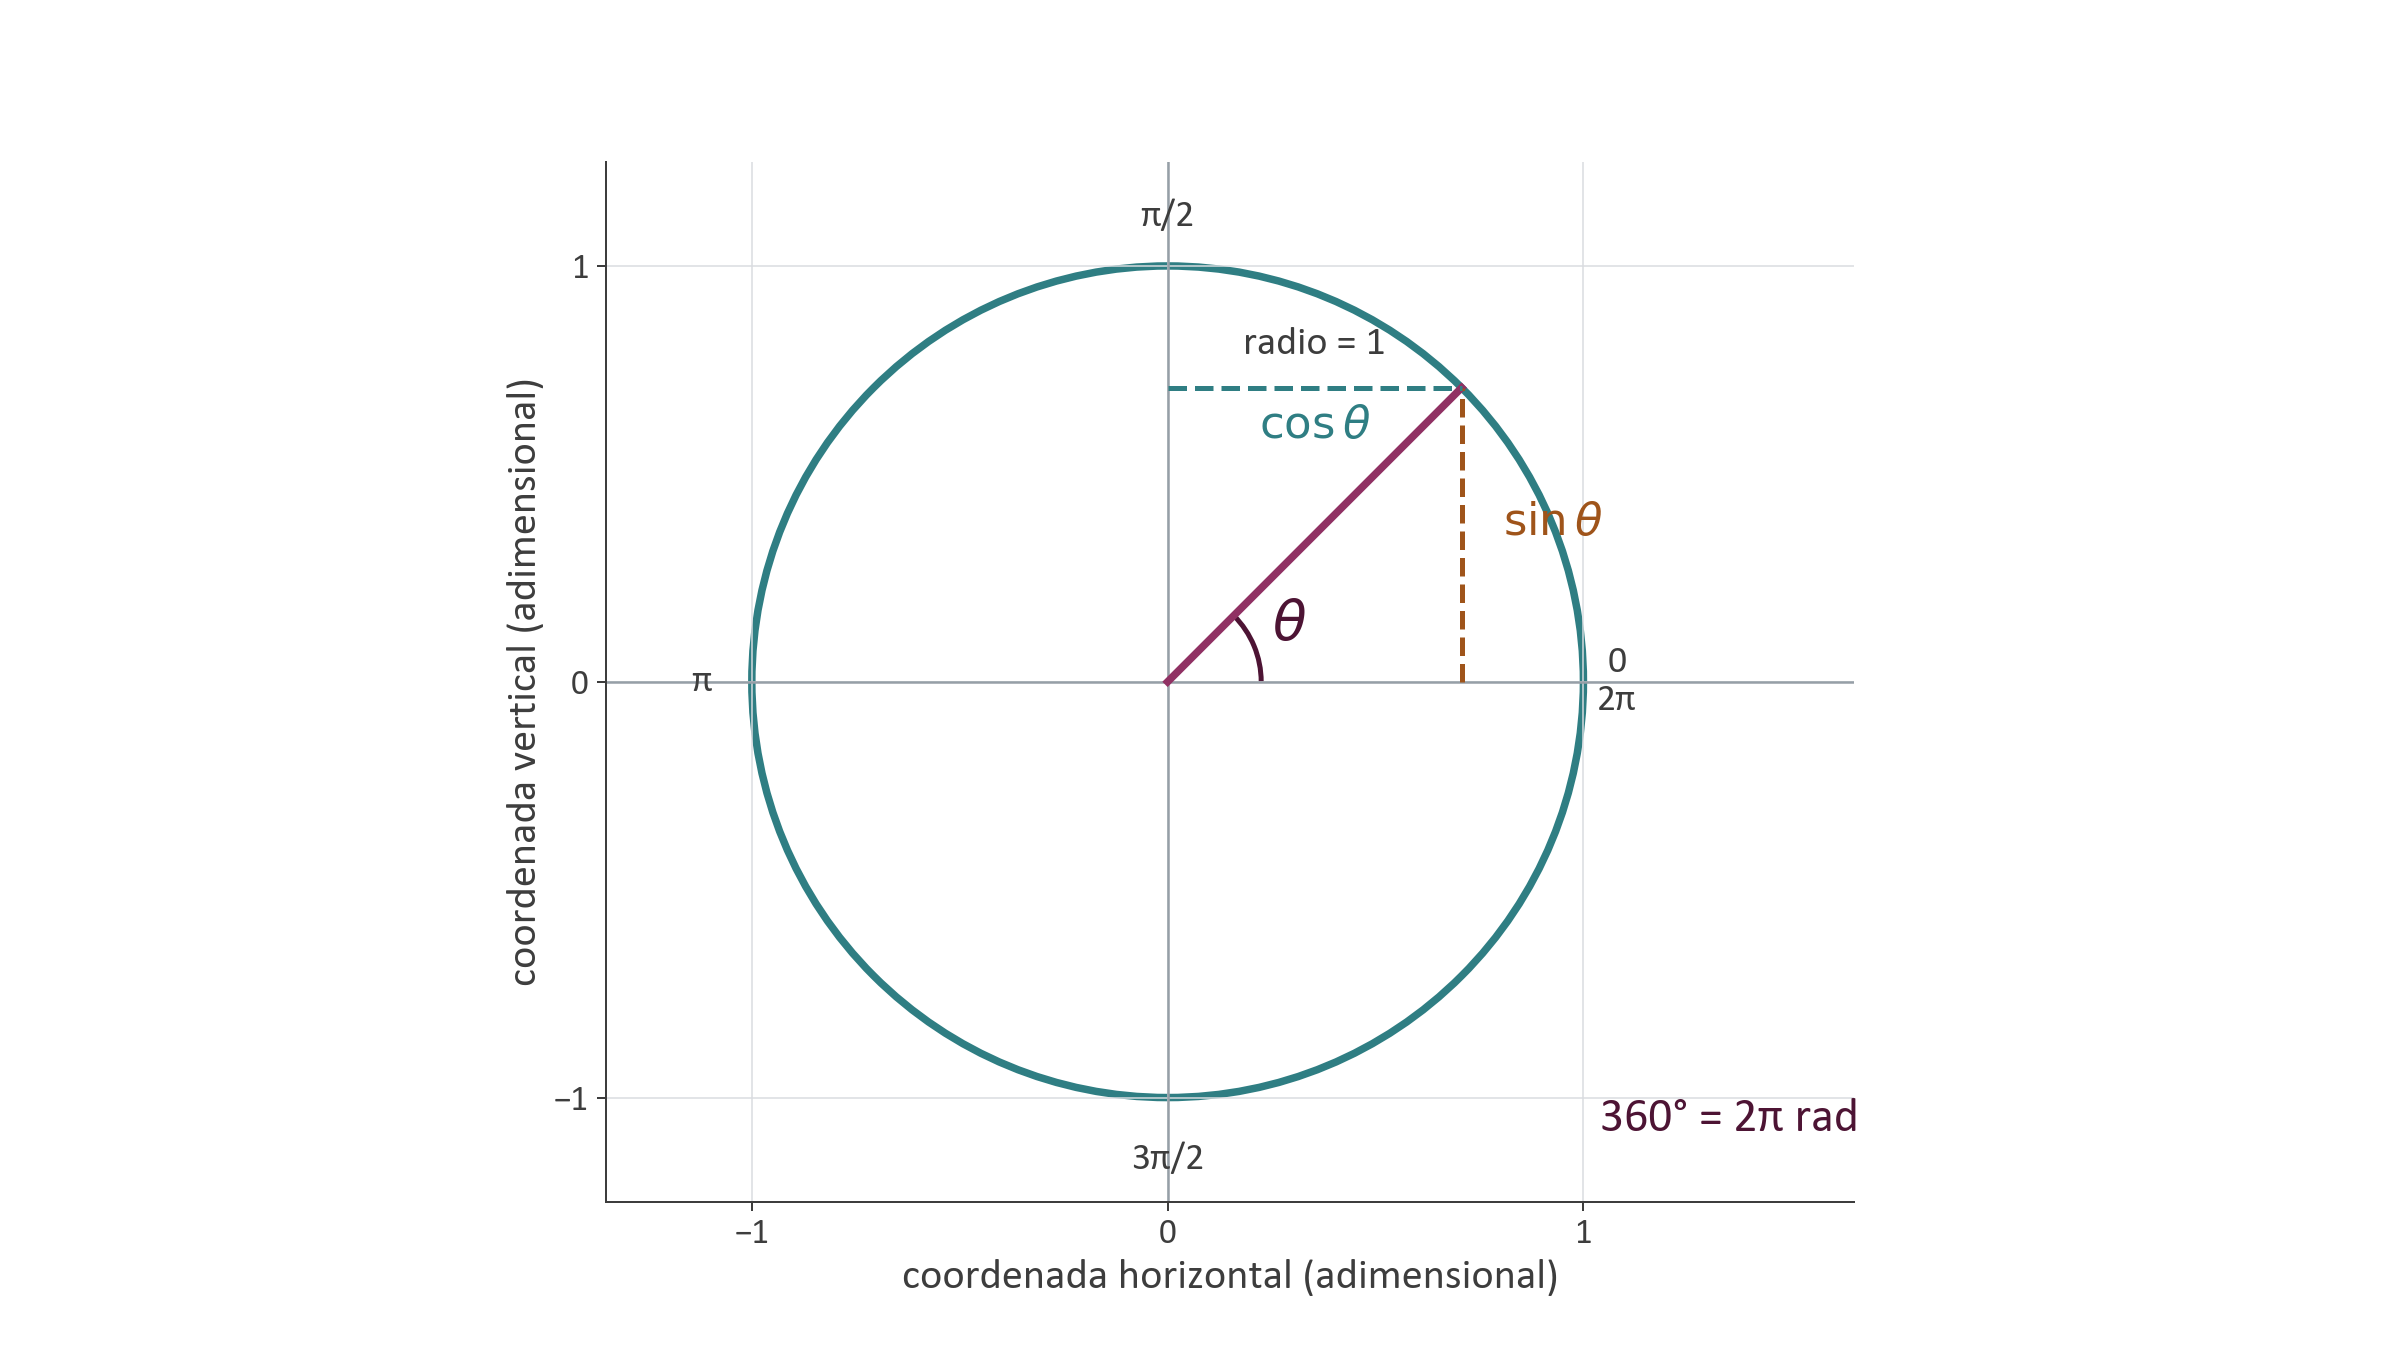 π/2
1
radio = 1
cos θ
sin θ
θ
0
0
π
2π
coordenada vertical (adimensional)
−1
360° = 2π rad
3π/2
−1
0
1
coordenada horizontal (adimensional)